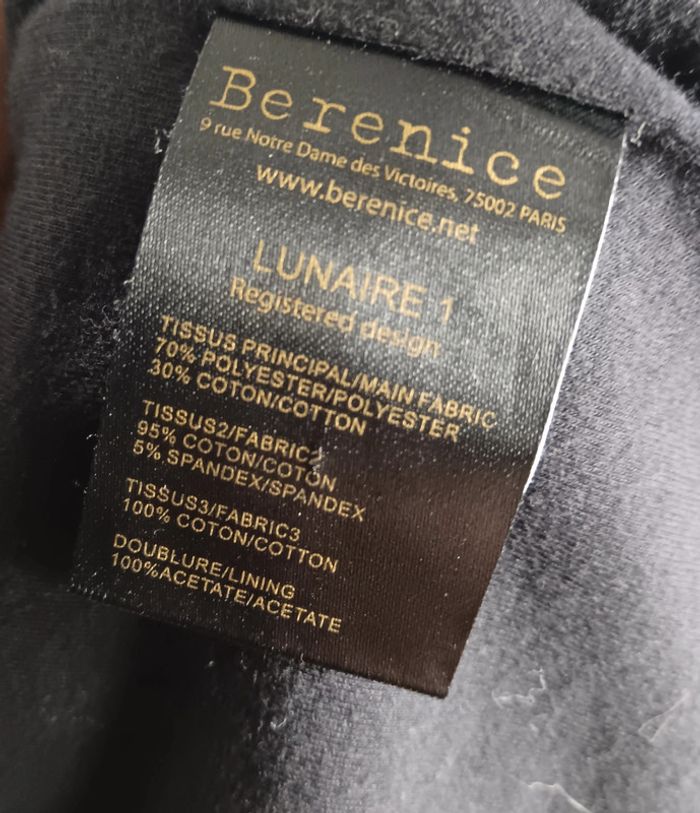 Berenice
9 rue Notre Dame des Victoires, 75002 PARIS
www.berenice.net
LUNAIRE 1
Registered design
TISSUS PRINCIPAL/MAIN FABRIC
70% POLYESTER/POLYESTER
30% COTON/COTTON
TISSUS2/FABRIC2
95% COTON/COTON
5% SPANDEX/SPANDEX
TISSUS3/FABRIC3
100% COTON/COTTON
DOUBLURE/LINING
100%ACETATE/ACETATE